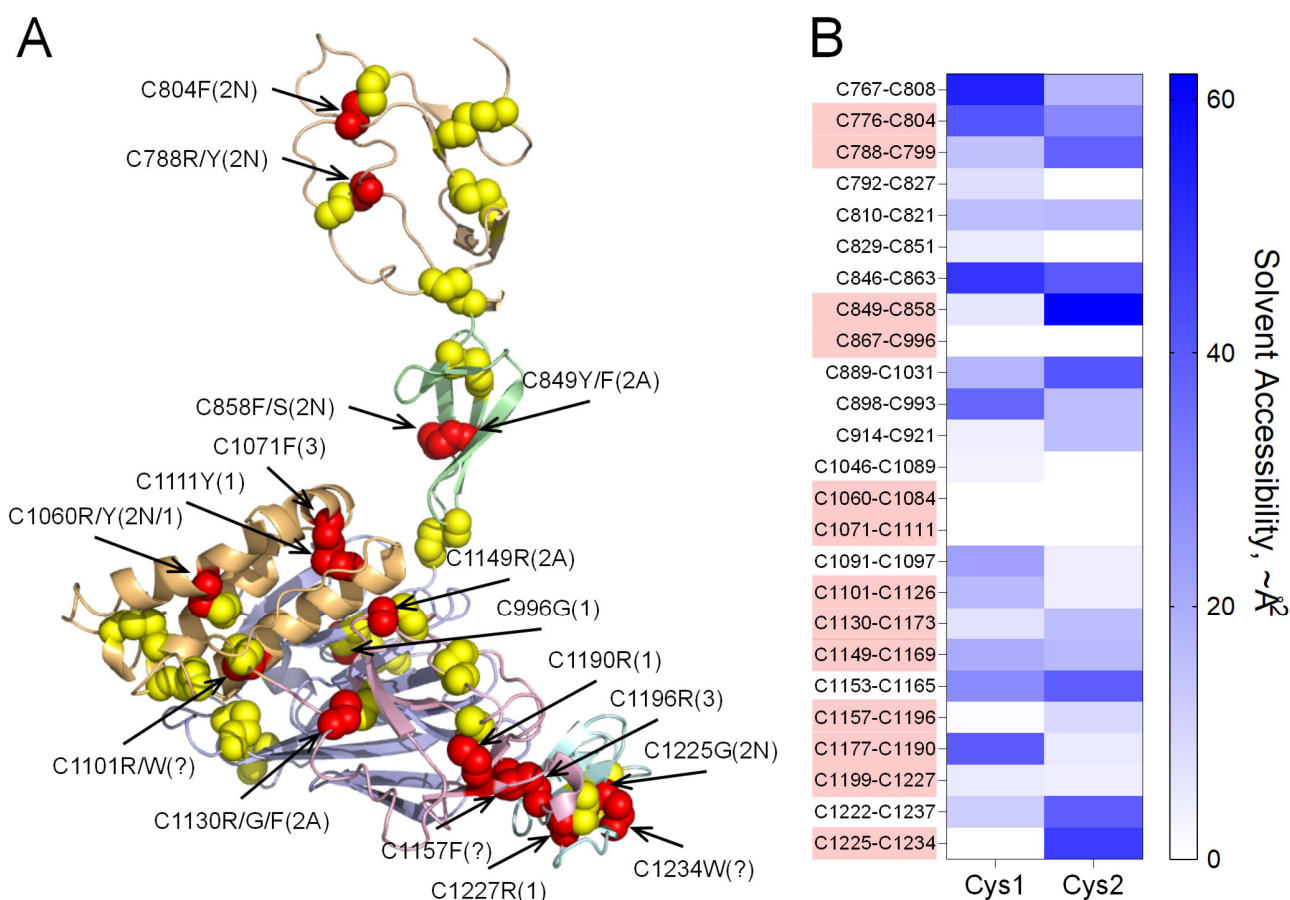 A
C804F(2N)
C788R/Y(2N)
C849Y/F(2A)
C858F/S(2N)
C1071F(3)
C1111Y(1)
C1060R/Y(2N/1)
C1149R(2A)
C996G(1)
C1190R(1)
C1196R(3)
C1225G(2N)
C1101R/W(?)
C1130R/G/F(2A)
C1157F(?)
C1234W(?)
C1227R(1)
B
C767-C808
C776-C804
C788-C799
C792-C827
C810-C821
C829-C851
C846-C863
C849-C858
C867-C996
C889-C1031
C898-C993
C914-C921
C1046-C1089
C1060-C1084
C1071-C1111
C1091-C1097
C1101-C1126
C1130-C1173
C1149-C1169
C1153-C1165
C1157-C1196
C1177-C1190
C1199-C1227
C1222-C1237
C1225-C1234
Cys1 Cys2
60
40
20
0
Solvent Accessibility, ~Å²